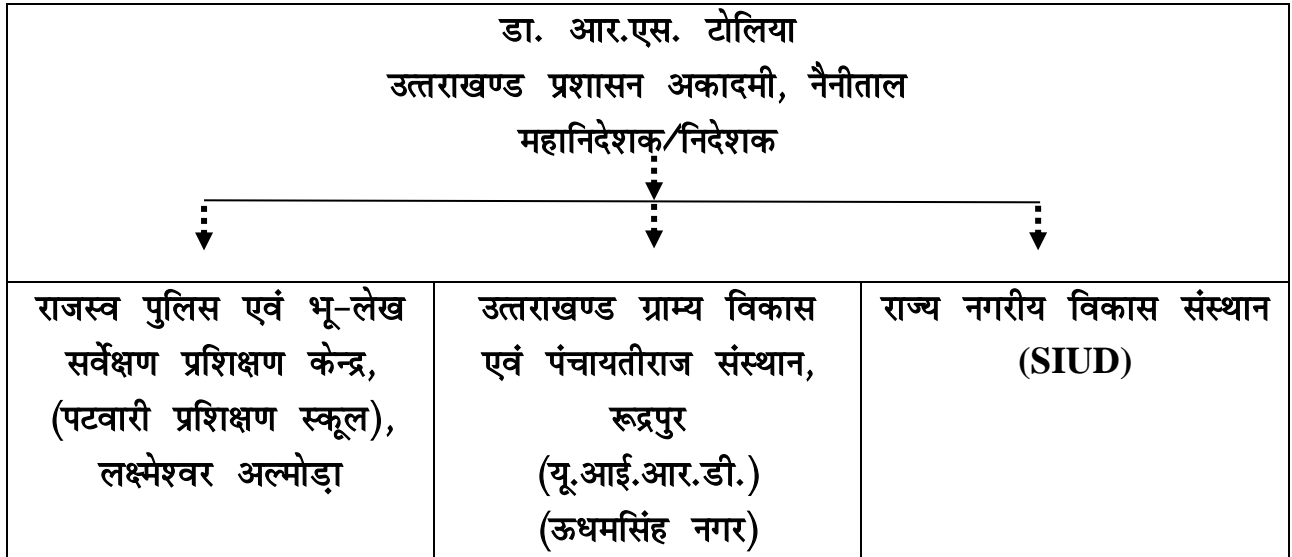 डा. आर.एस. टोलिया
उत्तराखण्ड प्रशासन अकादमी, नैनीताल
महानिदेशक/निदेशक
राजस्व पुलिस एवं भू-लेख
सर्वेक्षण प्रशिक्षण केन्द्र,
(पटवारी प्रशिक्षण स्कूल),
लक्ष्मेश्वर अल्मोड़ा
उत्तराखण्ड ग्राम्य विकास
एवं पंचायतीराज संस्थान,
रूद्रपुर
(यू.आई.आर.डी.)
(ऊधमसिंह नगर)
राज्य नगरीय विकास संस्थान
(SIUD)